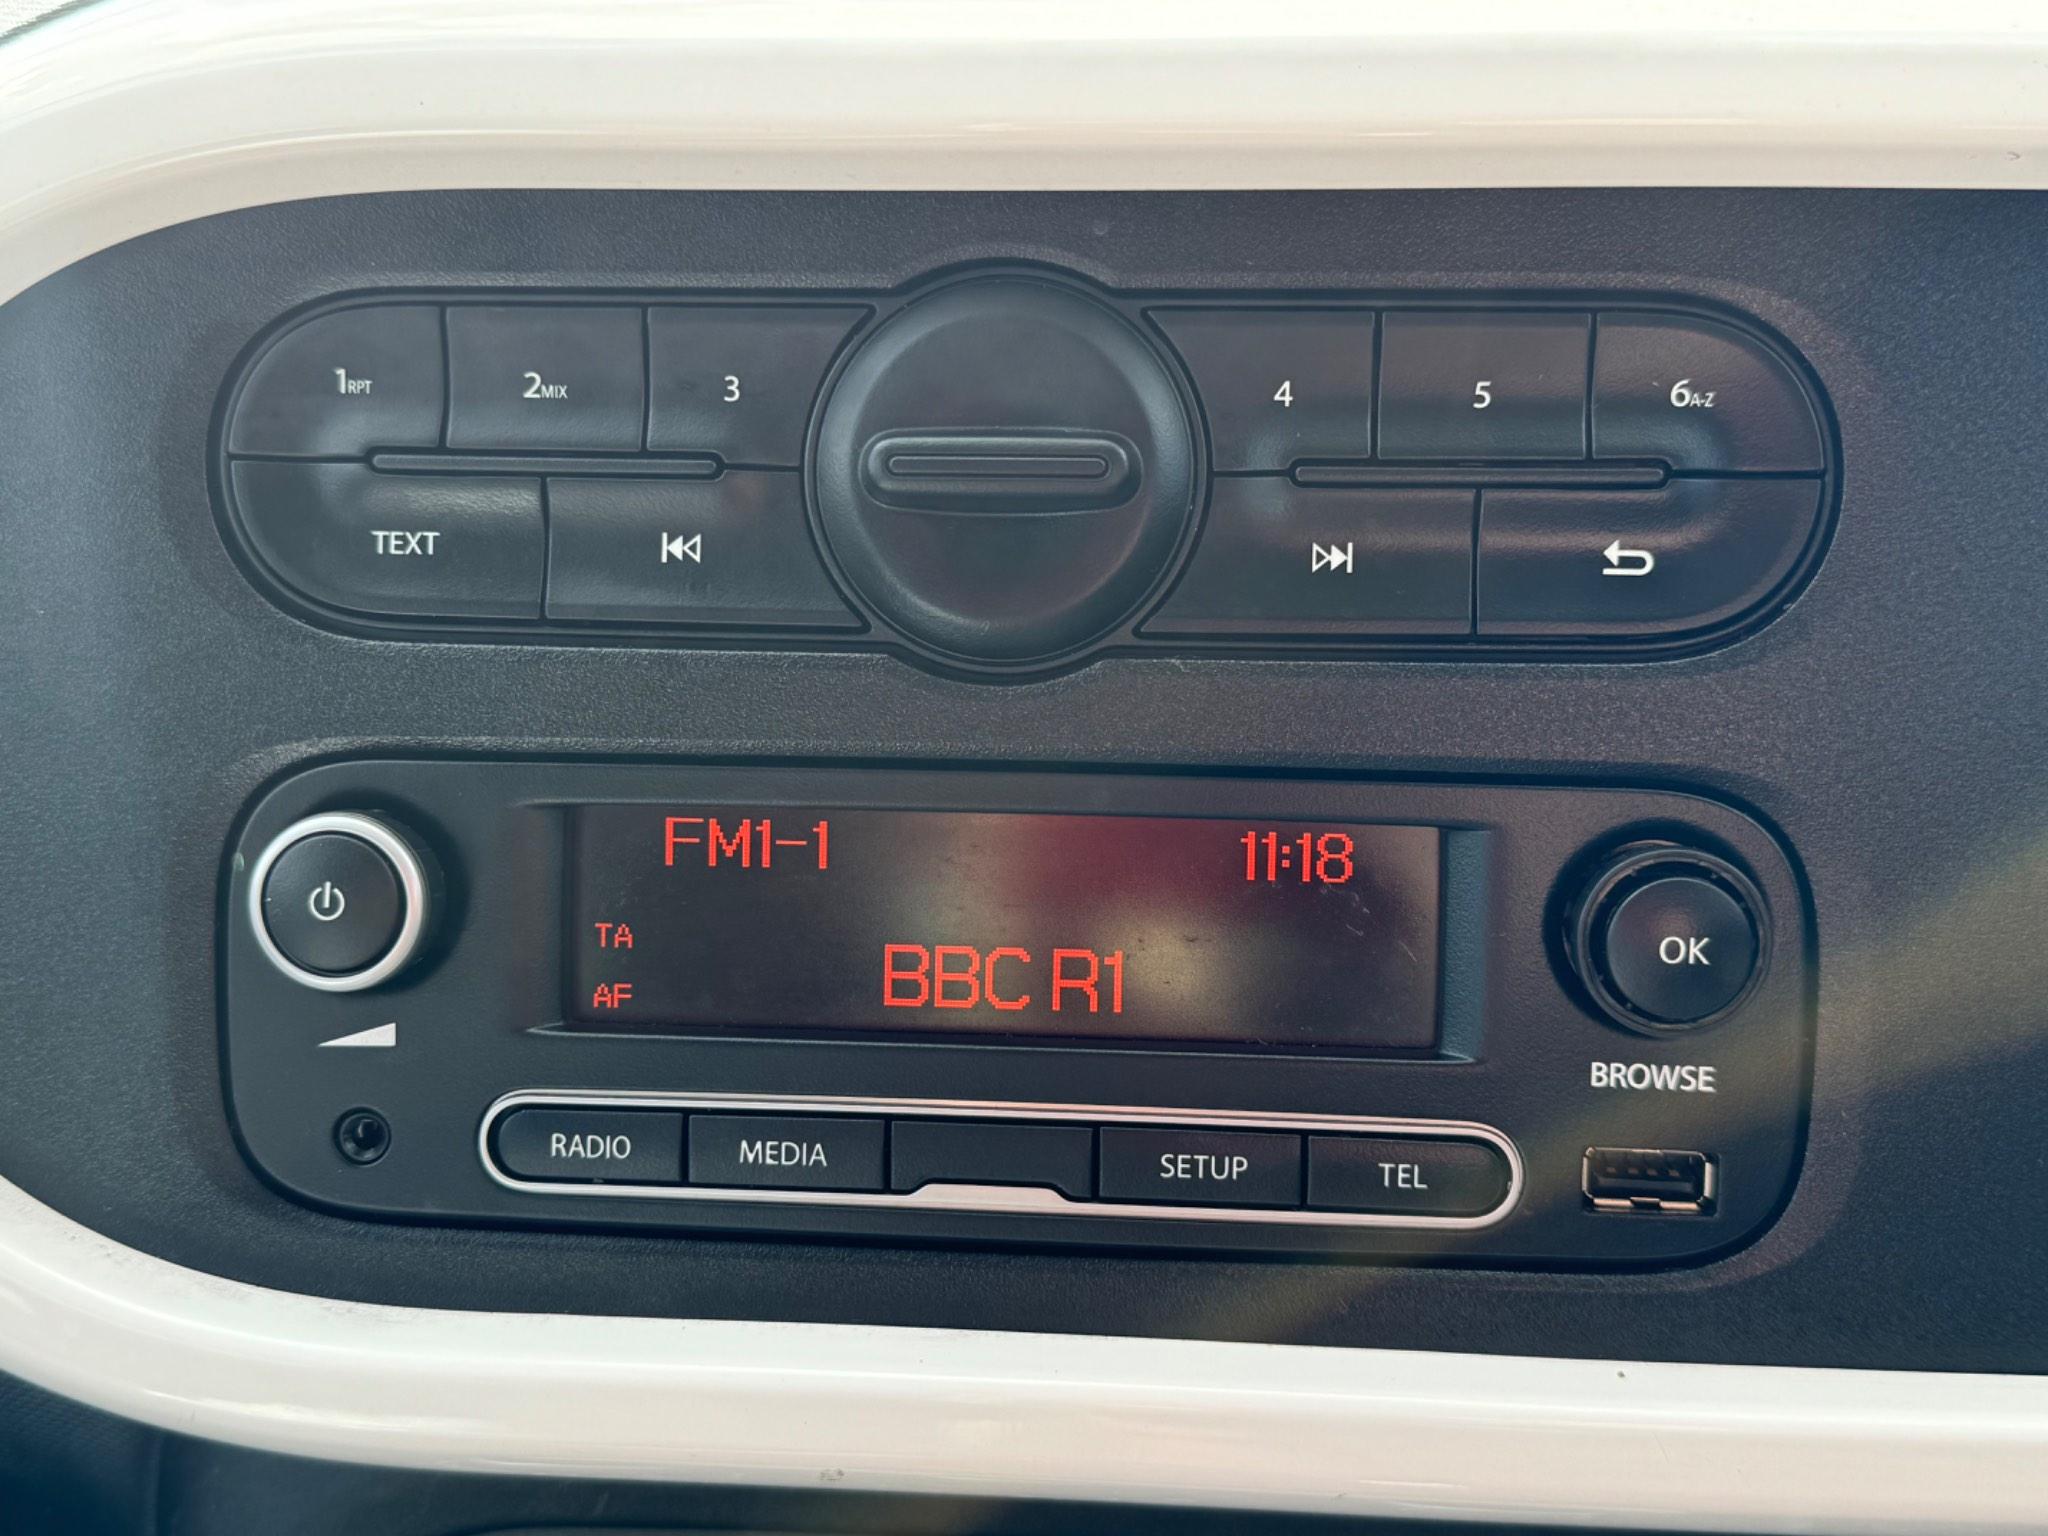 1RPT 2MIX 3 4 5 6A-Z
TEXT
FM1-1 11:18
TA
BBC R1
AF
OK
BROWSE
RADIO MEDIA SETUP TEL